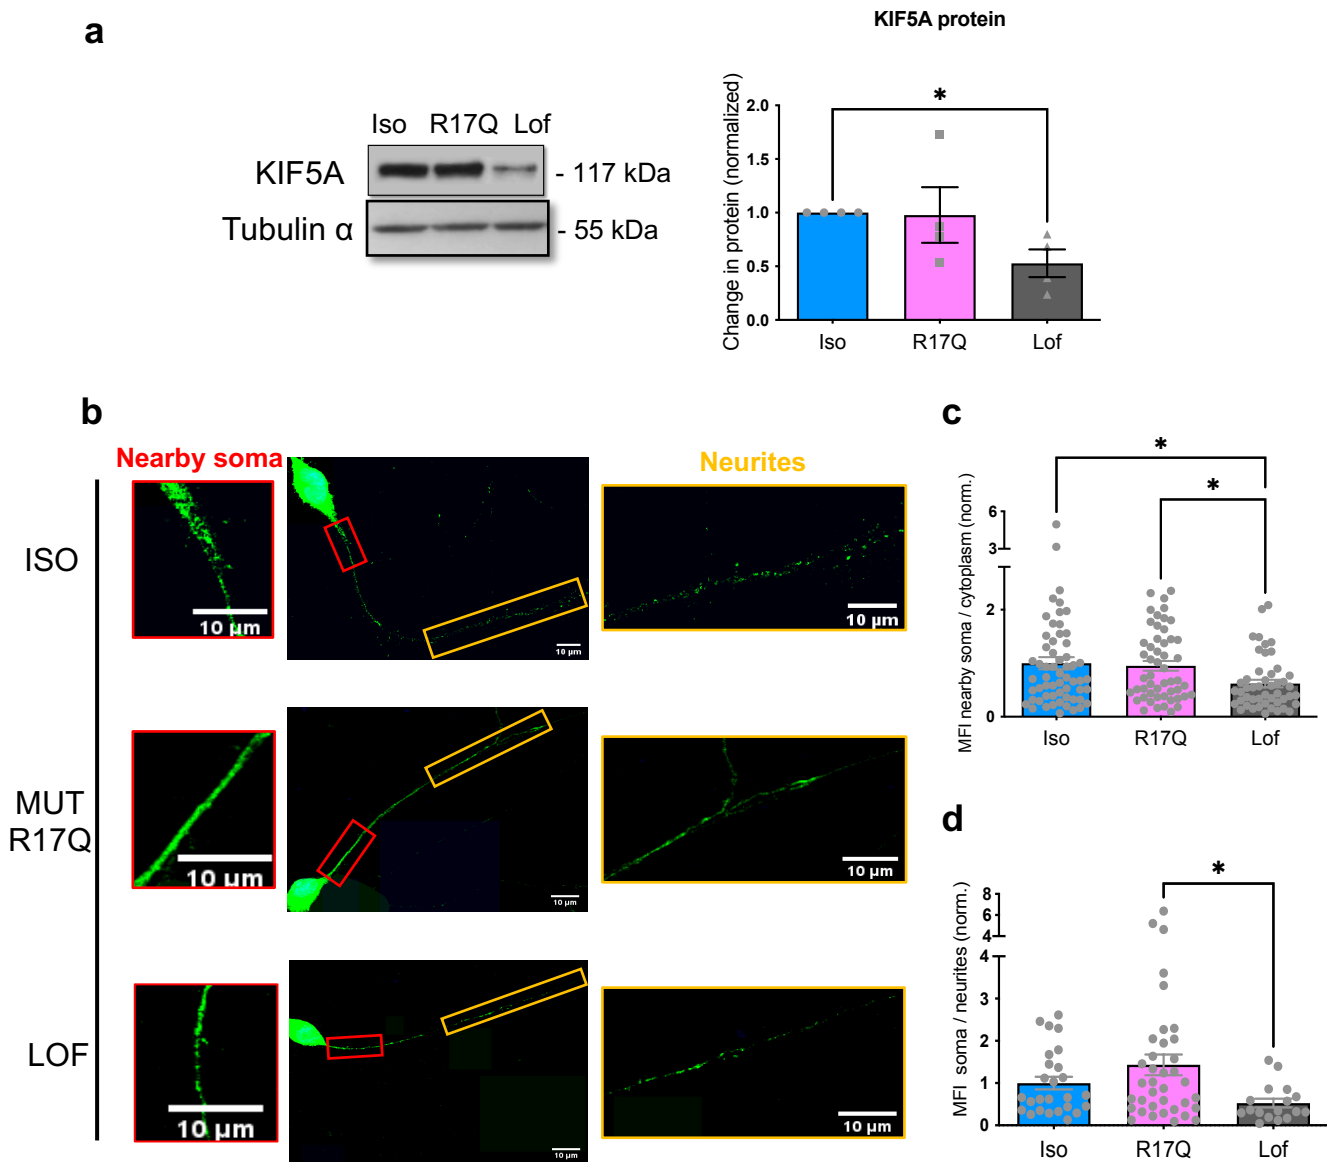 a
Iso R17Q Lof
KIF5A - 117 kDa
Tubulin α - 55 kDa
KIF5A protein
Change in protein (normalized)
2.0
1.5
1.0
0.5
0.0
*
Iso R17Q Lof
b
Nearby soma
Neurites
ISO
10 µm
10 µm
10 µm
MUT
R17Q
10 µm
10 µm
10 µm
LOF
10 µm
10 µm
10 µm
c
MFI nearby soma / cytoplasm (norm.)
6
3
2
0
*
*
Iso R17Q Lof
d
MFI soma / neurites (norm.)
8
6
4
4
3
2
1
0
*
Iso R17Q Lof